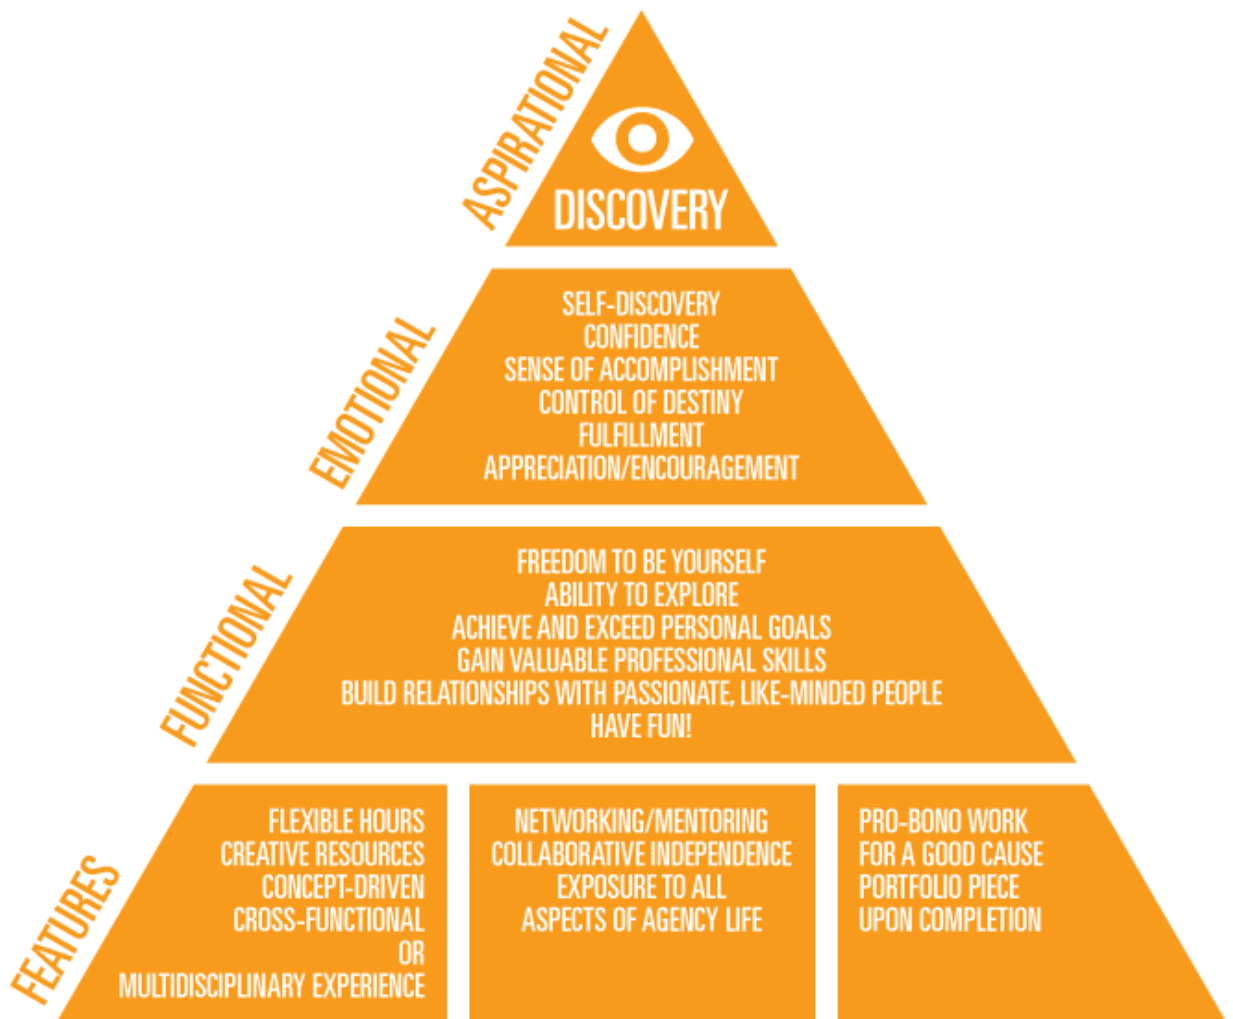 ASPIRATIONAL
DISCOVERY
EMOTIONAL
SELF-DISCOVERY
CONFIDENCE
SENSE OF ACCOMPLISHMENT
CONTROL OF DESTINY
FULFILLMENT
APPRECIATION/ENCOURAGEMENT
FUNCTIONAL
FREEDOM TO BE YOURSELF
ABILITY TO EXPLORE
ACHIEVE AND EXCEED PERSONAL GOALS
GAIN VALUABLE PROFESSIONAL SKILLS
BUILD RELATIONSHIPS WITH PASSIONATE, LIKE-MINDED PEOPLE
HAVE FUN!
FEATURES
FLEXIBLE HOURS
CREATIVE RESOURCES
CONCEPT-DRIVEN
CROSS-FUNCTIONAL
OR
MULTIDISCIPLINARY EXPERIENCE
NETWORKING/MENTORING
COLLABORATIVE INDEPENDENCE
EXPOSURE TO ALL
ASPECTS OF AGENCY LIFE
PRO-BONO WORK
FOR A GOOD CAUSE
PORTFOLIO PIECE
UPON COMPLETION